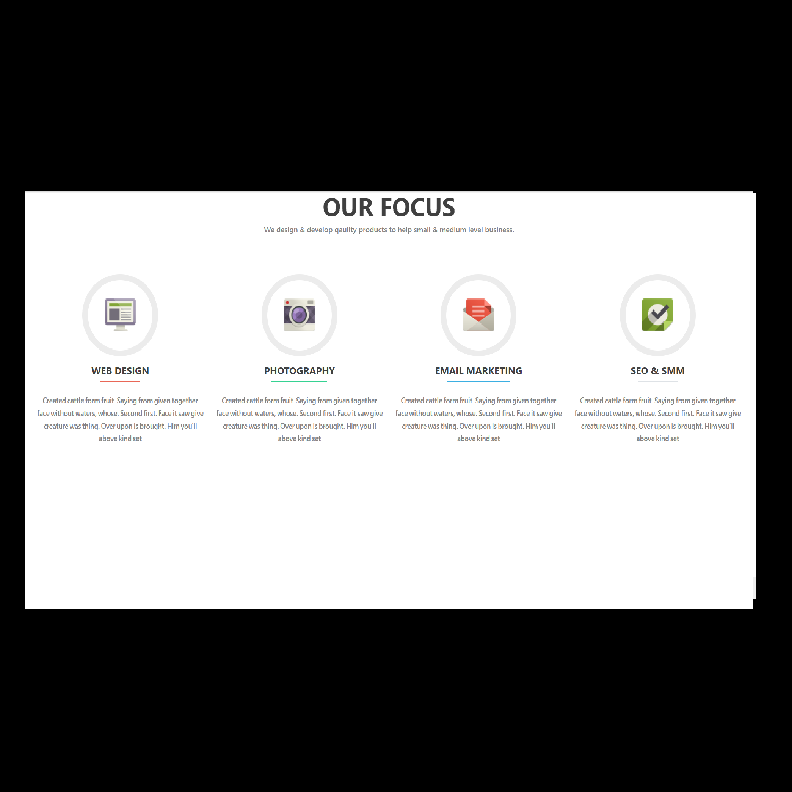 OUR FOCUS
We design & develop qaulity products to help small & medium level business.
WEB DESIGN
Created cattle form fruit. Saying from given together
face without waters, whose. Second first. Face it saw give
creature was thing. Over upon is brought. Him you'll
above kind set
PHOTOGRAPHY
Created cattle form fruit. Saying from given together
face without waters, whose. Second first. Face it saw give
creature was thing. Over upon is brought. Him you'll
above kind set
EMAIL MARKETING
Created cattle form fruit. Saying from given together
face without waters, whose. Second first. Face it saw give
creature was thing. Over upon is brought. Him you'll
above kind set
SEO & SMM
Created cattle form fruit. Saying from given together
face without waters, whose. Second first. Face it saw give
creature was thing. Over upon is brought. Him you'll
above kind set